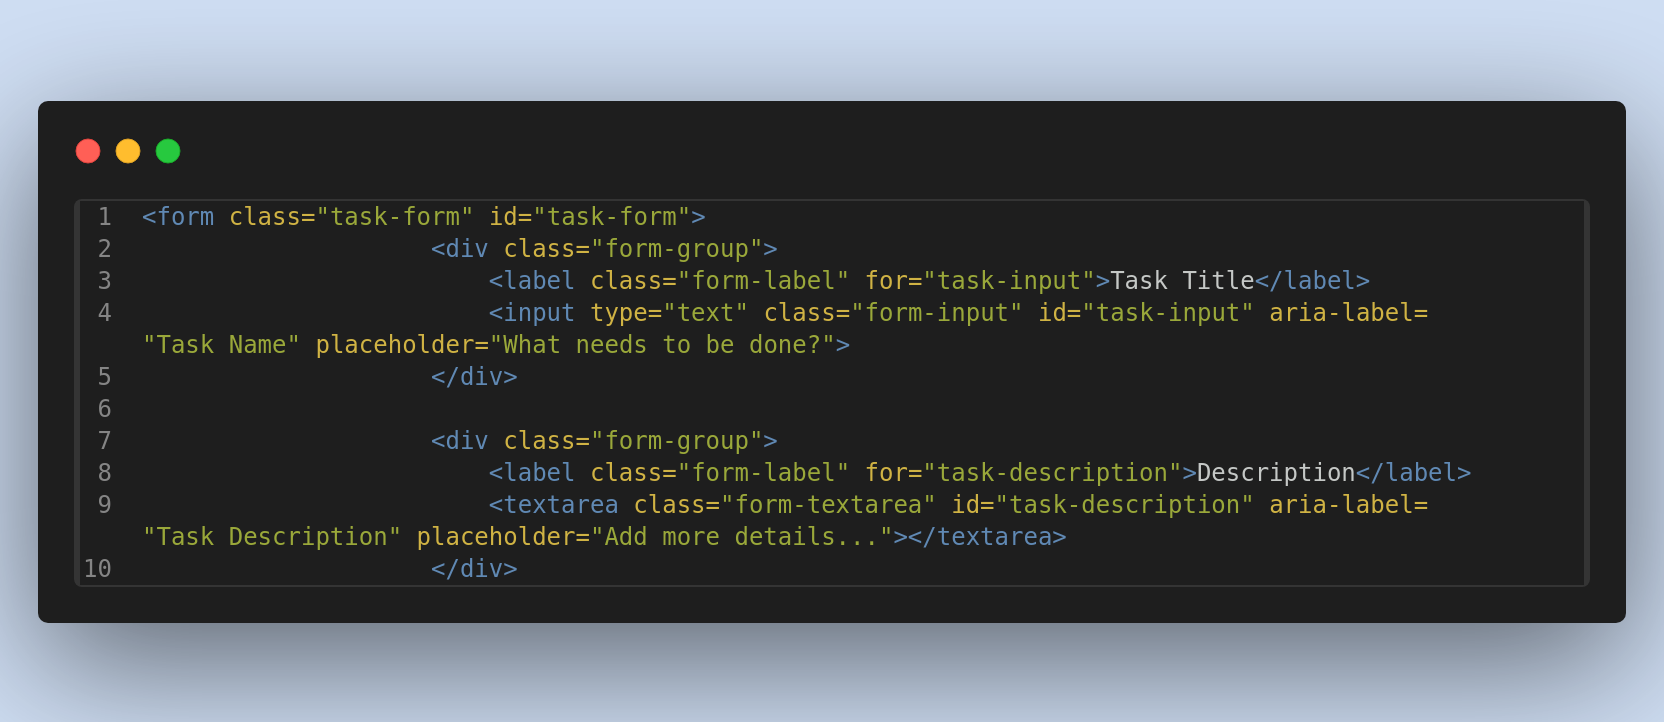 1 <form class="task-form" id="task-form">
2                     <div class="form-group">
3                         <label class="form-label" for="task-input">Task Title</label>
4                         <input type="text" class="form-input" id="task-input" aria-label=
"Task Name" placeholder="What needs to be done?">
5                     </div>
6
7                     <div class="form-group">
8                         <label class="form-label" for="task-description">Description</label>
9                         <textarea class="form-textarea" id="task-description" aria-label=
"Task Description" placeholder="Add more details..."></textarea>
10                     </div>